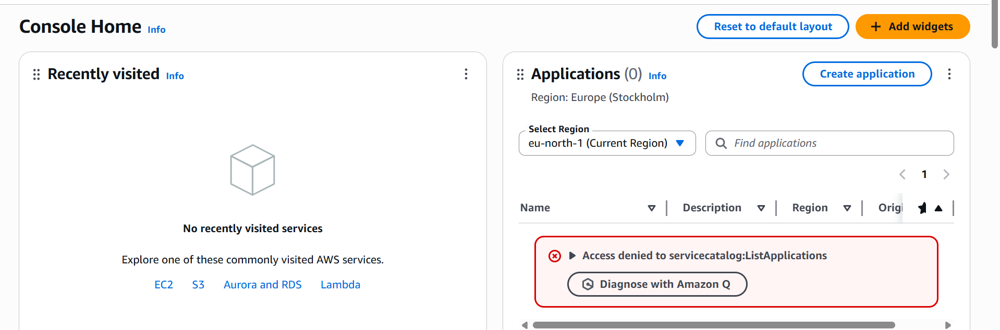 Console Home Info
Reset to default layout
+ Add widgets
Recently visited Info
No recently visited services
Explore one of these commonly visited AWS services.
EC2 S3 Aurora and RDS Lambda
Applications (0) Info
Create application
Region: Europe (Stockholm)
Select Region
eu-north-1 (Current Region)
Find applications
1
Name Description Region Origi
Access denied to servicecatalog:ListApplications
Diagnose with Amazon Q